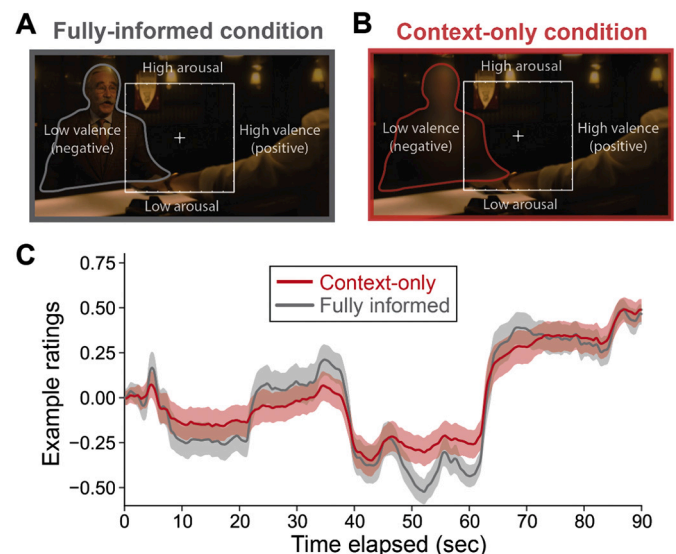 A Fully-informed condition
High arousal
Low valence
(negative)
High valence
(positive)
Low arousal
B Context-only condition
High arousal
Low valence
(negative)
High valence
(positive)
Low arousal
C
Context-only
Fully informed
Example ratings
0.75
0.50
0.25
0.00
-0.25
-0.50
0 10 20 30 40 50 60 70 80 90
Time elapsed (sec)